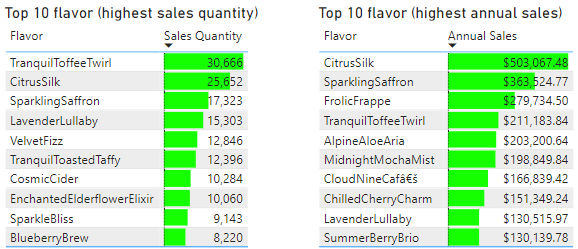 Top 10 flavor (highest sales quantity)
Flavor Sales Quantity
TranquilToffeeTwirl 30,666
CitrusSilk 25,652
SparklingSaffron 17,323
LavenderLullaby 15,303
VelvetFizz 12,846
TranquilToastedTaffy 12,396
CosmicCider 10,284
EnchantedElderflowerElixir 10,060
SparkleBliss 9,143
BlueberryBrew 8,220
Top 10 flavor (highest annual sales)
Flavor Annual Sales
CitrusSilk $503,067.48
SparklingSaffron $363,524.77
FrolicFrappe $279,734.50
TranquilToffeeTwirl $211,183.84
AlpineAloeAria $203,200.64
MidnightMochaMist $198,849.84
CloudNineCafâ€š $166,839.42
ChilledCherryCharm $151,349.24
LavenderLullaby $130,515.97
SummerBerryBrio $130,139.78